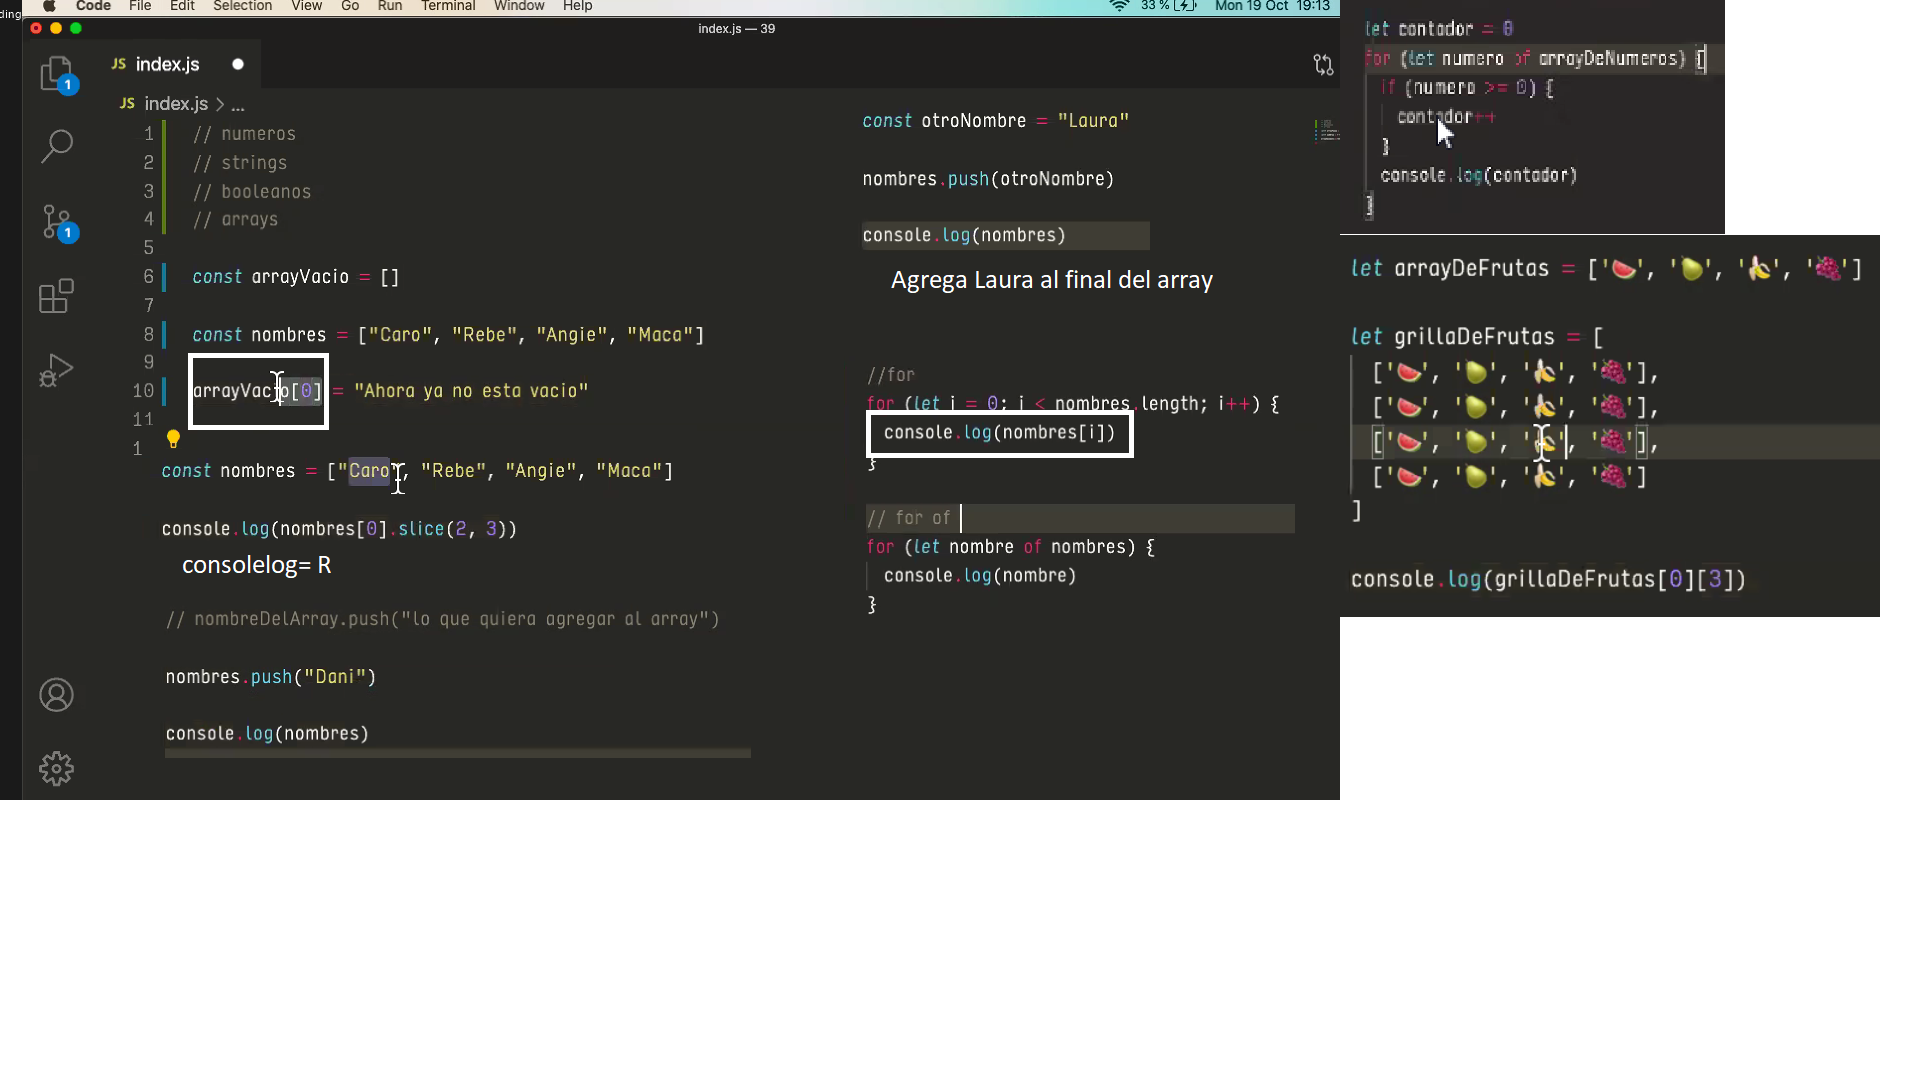 ding
Code File Edit Selection View Go Run Terminal Window Help 33 % Mon 19 Oct 19:13
index.js — 39
JS index.js
JS index.js > ...
1 // numeros
2 // strings
3 // booleanos
4 // arrays
5
6 const arrayVacio = []
7
8 const nombres = ["Caro", "Rebe", "Angie", "Maca"]
9
10 arrayVacio[0] = "Ahora ya no esta vacio"
11
1
const nombres = ["Caro", "Rebe", "Angie", "Maca"]
console.log(nombres[0].slice(2, 3))
consolelog= R
// nombreDelArray.push("lo que quiera agregar al array")
nombres.push("Dani")
console.log(nombres)
1
1
const otroNombre = "Laura"
nombres.push(otroNombre)
console.log(nombres)
Agrega Laura al final del array
//for
for (let i = 0; i < nombres.length; i++) {
console.log(nombres[i])
}
// for of
for (let nombre of nombres) {
console.log(nombre)
}
let contador = 0
for (let numero of arrayDeNumeros) {
if (numero >= 0) {
contador++
}
console.log(contador)
}
let arrayDeFrutas = ['🍉', '🍐', '🍌', '🍇']
let grillaDeFrutas = [
['🍉', '🍐', '🍌', '🍇'],
['🍉', '🍐', '🍌', '🍇'],
['🍉', '🍐', '🍌', '🍇'],
['🍉', '🍐', '🍌', '🍇']
]
console.log(grillaDeFrutas[0][3])